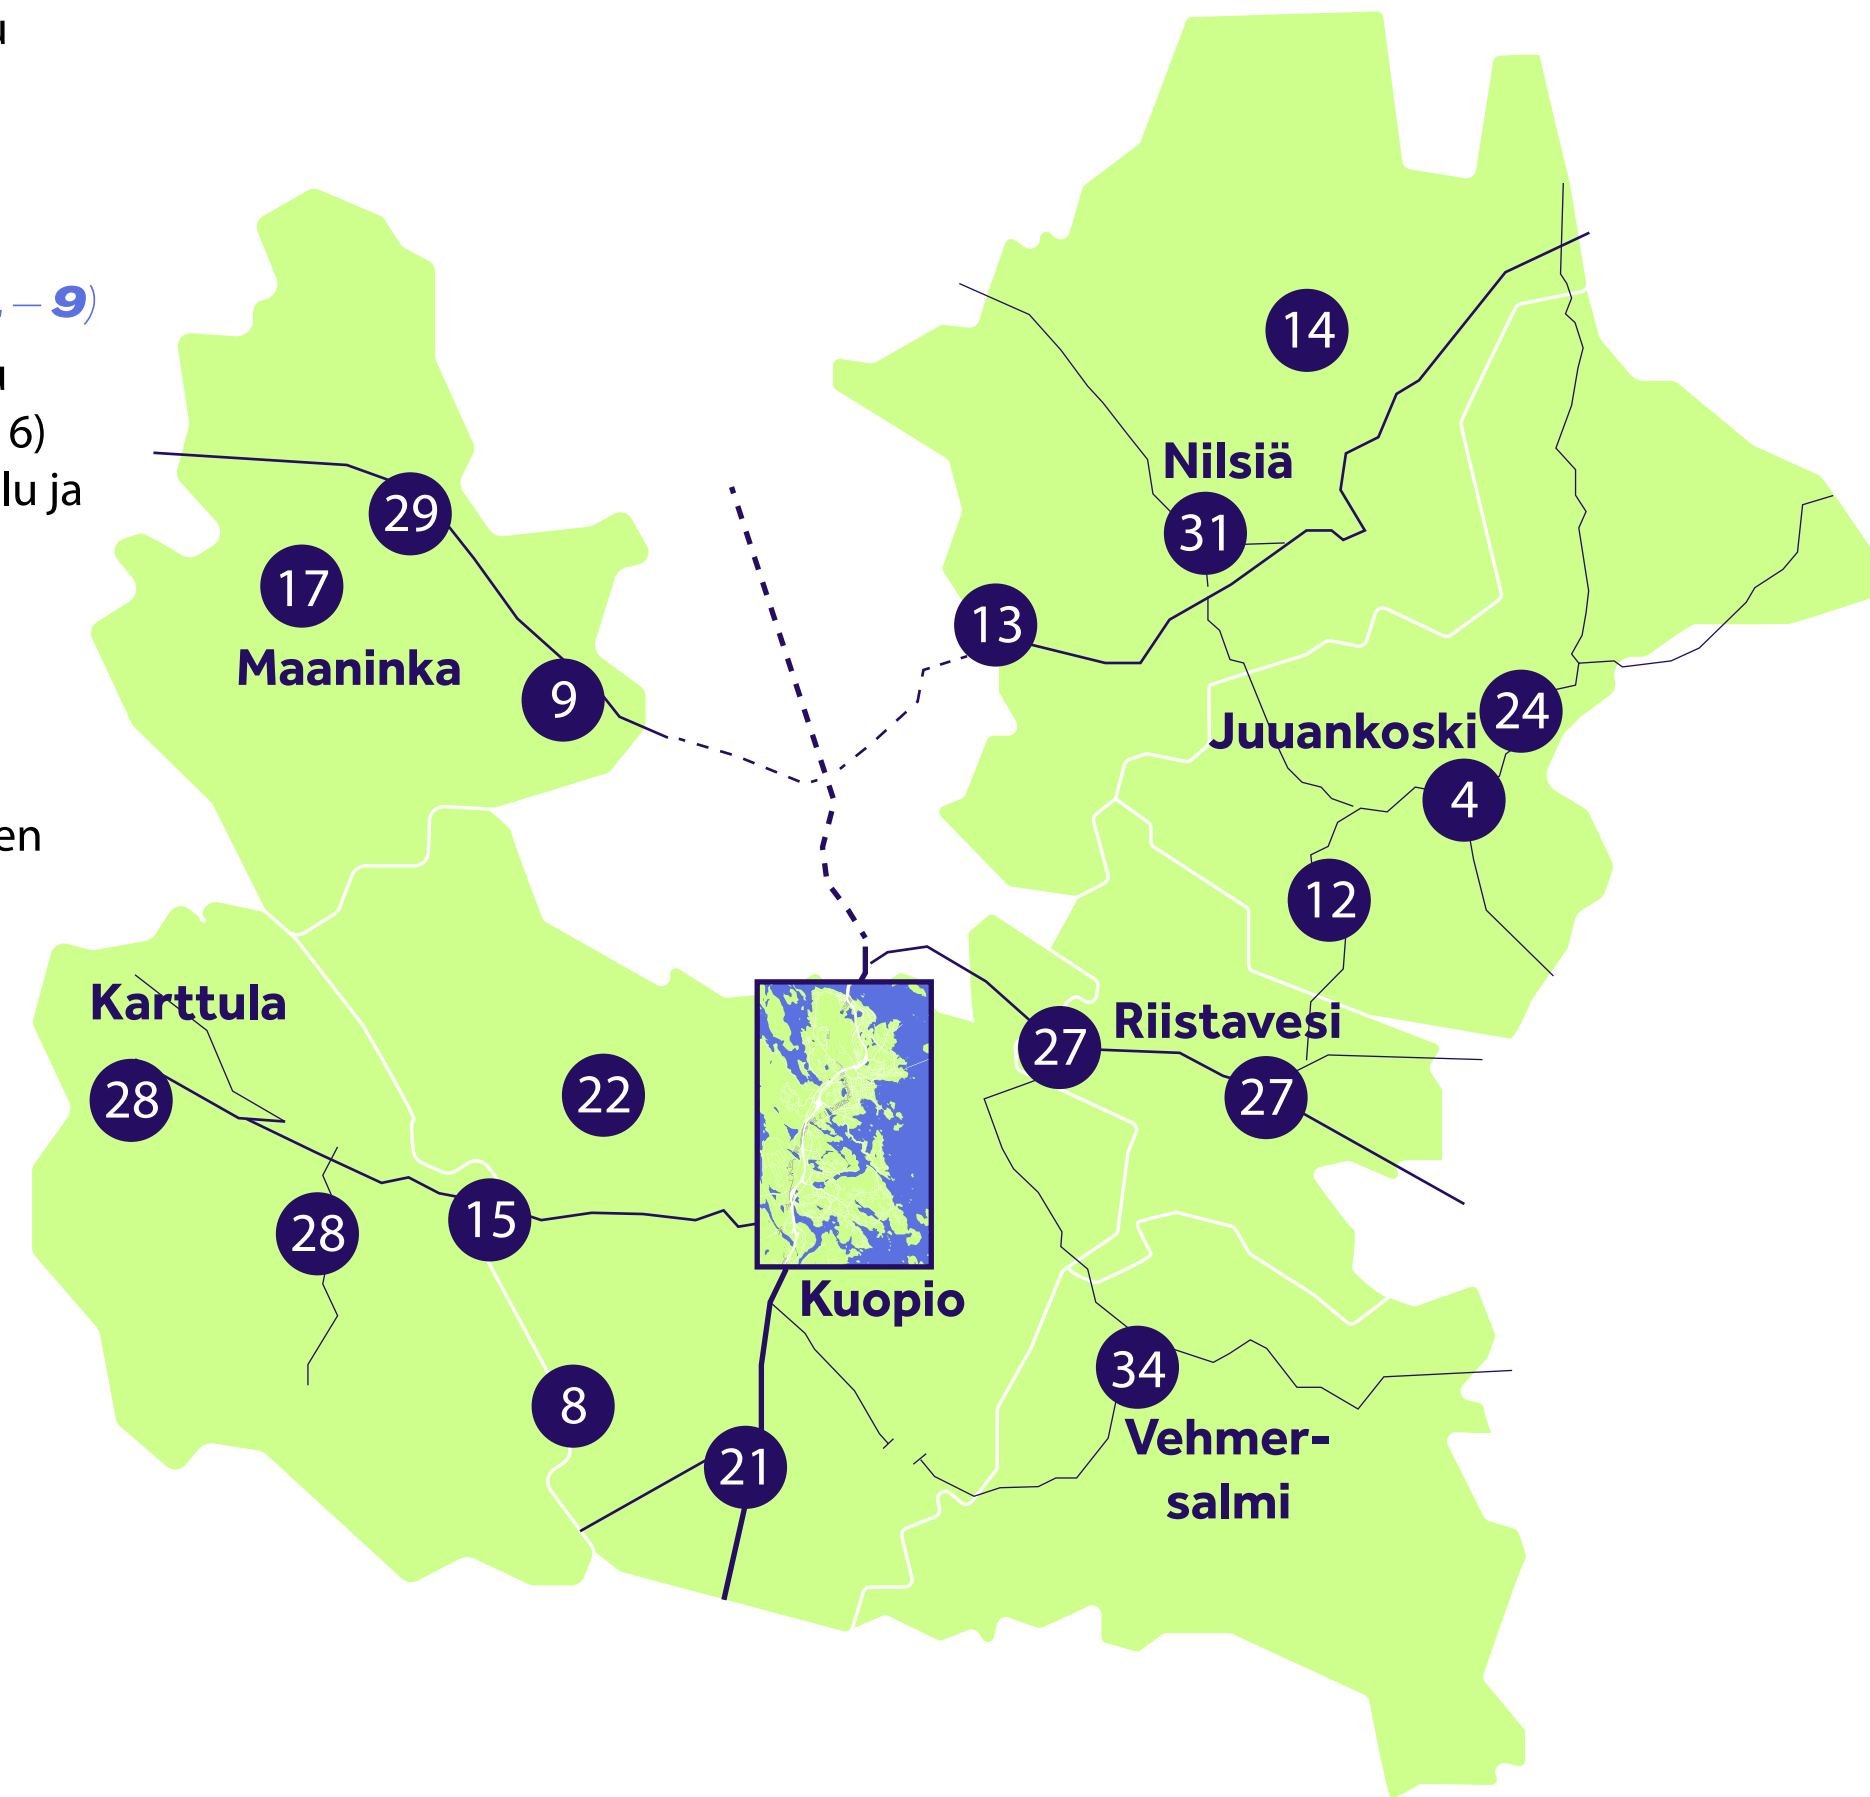 – 9)
6)
lu ja
en
14
Nilsiä
29
31
17
13
Maaninka
9
24
Juuankoski
4
12
Karttula
Riistavesi
27
28
22
27
15
28
Kuopio
34
8
Vehmer-
salmi
21